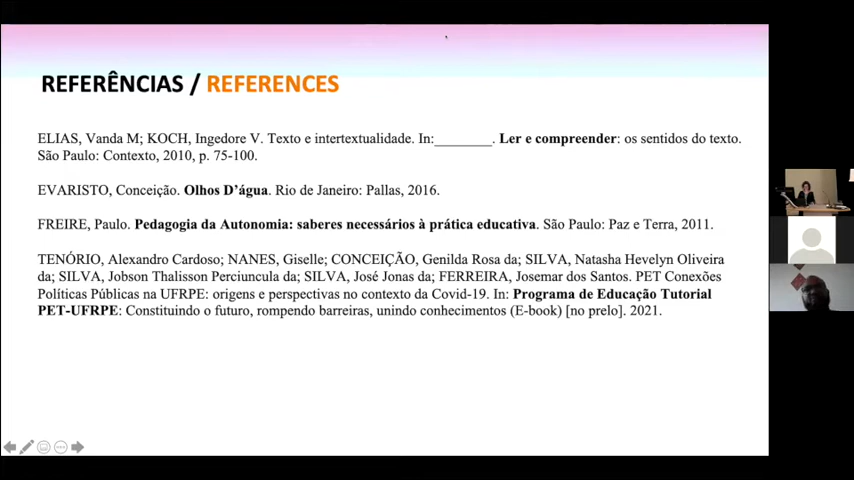 REFERÊNCIAS / REFERENCES
ELIAS, Vanda M; KOCH, Ingedore V. Texto e intertextualidade. In:________. Ler e compreender: os sentidos do texto.
São Paulo: Contexto, 2010, p. 75-100.
EVARISTO, Conceição. Olhos D’água. Rio de Janeiro: Pallas, 2016.
FREIRE, Paulo. Pedagogia da Autonomia: saberes necessários à prática educativa. São Paulo: Paz e Terra, 2011.
TENÓRIO, Alexandro Cardoso; NANES, Giselle; CONCEIÇÃO, Genilda Rosa da; SILVA, Natasha Hevelyn Oliveira
da; SILVA, Jobson Thalisson Perciuncula da; SILVA, José Jonas da; FERREIRA, Josemar dos Santos. PET Conexões
Políticas Públicas na UFRPE: origens e perspectivas no contexto da Covid-19. In: Programa de Educação Tutorial
PET-UFRPE: Constituindo o futuro, rompendo barreiras, unindo conhecimentos (E-book) [no prelo]. 2021.